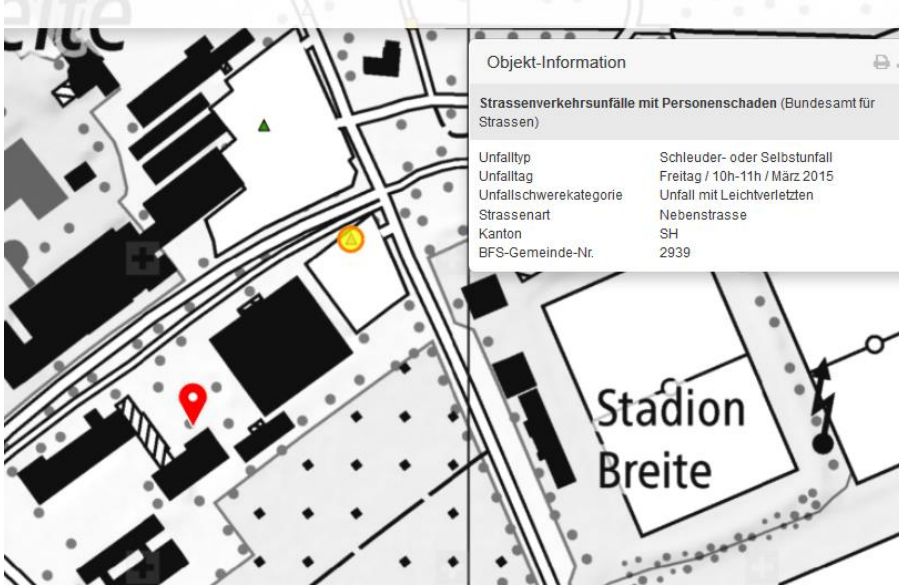 eite
Objekt-Information
Strassenverkehrsunfälle mit Personenschaden (Bundesamt für
Strassen)
Unfalltyp Schleuder- oder Selbstunfall
Unfalltag Freitag / 10h-11h / März 2015
Unfallschwerekategorie Unfall mit Leichtverletzten
Strassenart Nebenstrasse
Kanton SH
BFS-Gemeinde-Nr. 2939
Stadion
Breite